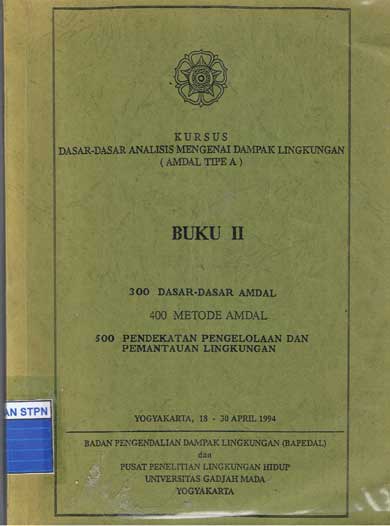 KURSUS
DASAR-DASAR ANALISIS MENGENAI DAMPAK LINGKUNGAN
( AMDAL TIPE A )
BUKU II
300 DASAR-DASAR AMDAL
400 METODE AMDAL
500 PENDEKATAN PENGELOLAAN DAN
PEMANTAUAN LINGKUNGAN
AN STPN
YOGYAKARTA, 18 - 30 APRIL 1994
BADAN PENGENDALIAN DAMPAK LINGKUNGAN (BAPEDAL)
dan
PUSAT PENELITIAN LINGKUNGAN HIDUP
UNIVERSITAS GADJAH MADA
YOGYAKARTA